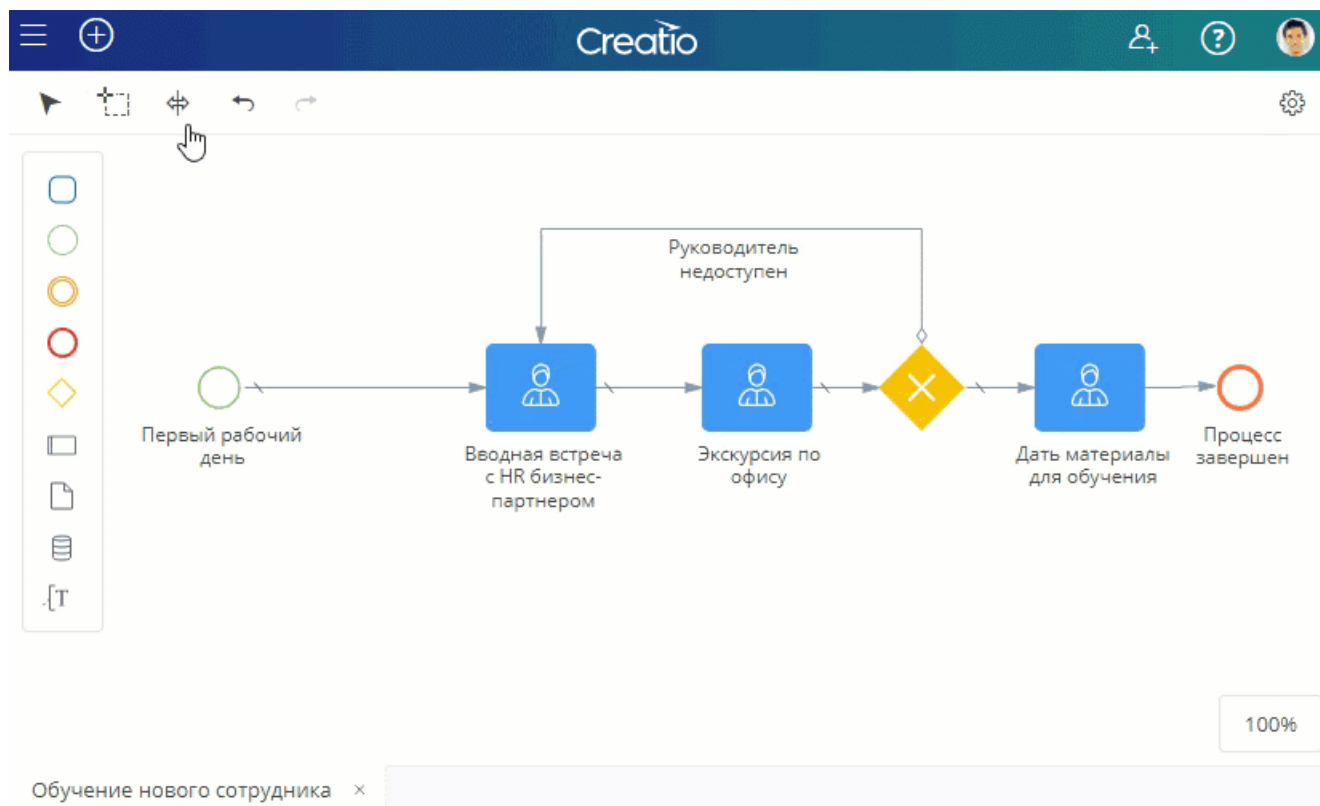 Creatio
Руководитель
недоступен
Первый рабочий
день
Вводная встреча
с HR бизнес-
партнером
Экскурсия по
офису
Дать материалы
для обучения
Процесс
завершен
T
100%
Обучение нового сотрудника ×